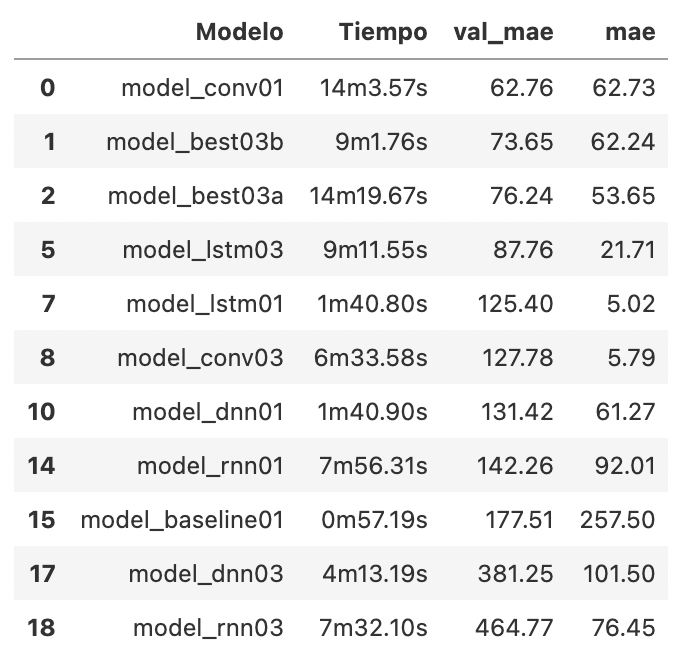 Modelo Tiempo val_mae mae
0 model_conv01 14m3.57s 62.76 62.73
1 model_best03b 9m1.76s 73.65 62.24
2 model_best03a 14m19.67s 76.24 53.65
5 model_lstm03 9m11.55s 87.76 21.71
7 model_lstm01 1m40.80s 125.40 5.02
8 model_conv03 6m33.58s 127.78 5.79
10 model_dnn01 1m40.90s 131.42 61.27
14 model_rnn01 7m56.31s 142.26 92.01
15 model_baseline01 0m57.19s 177.51 257.50
17 model_dnn03 4m13.19s 381.25 101.50
18 model_rnn03 7m32.10s 464.77 76.45